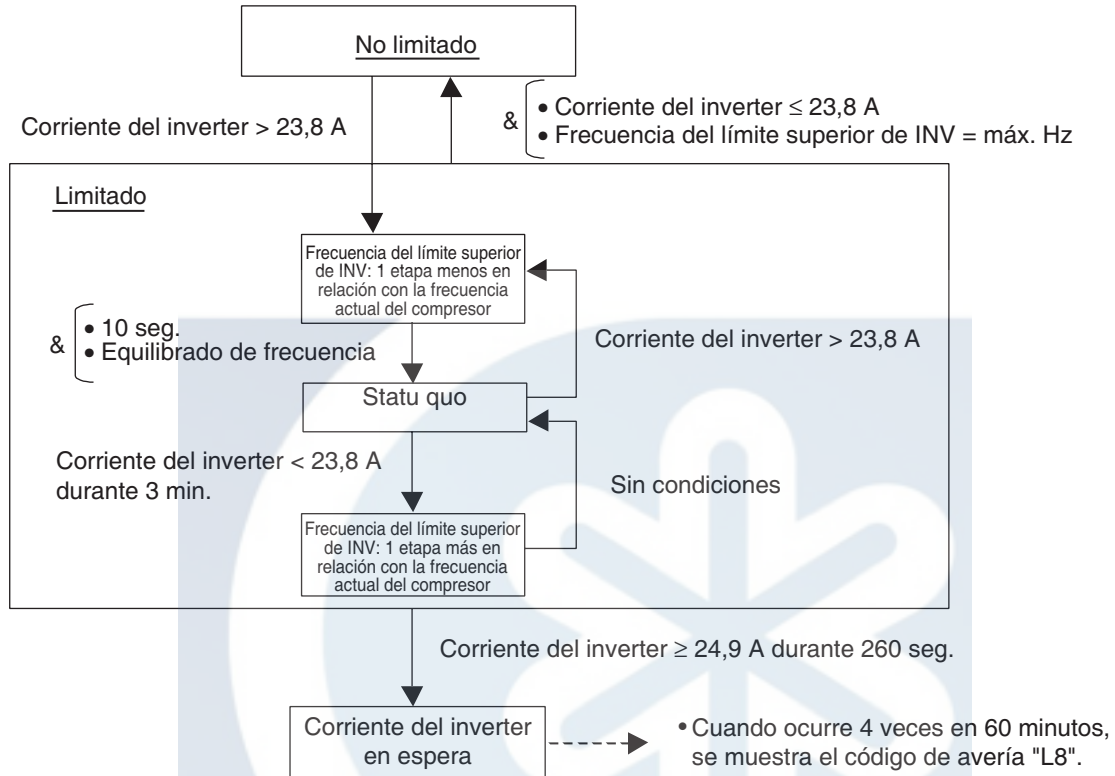 No limitado
Corriente del inverter > 23,8 A
& • Corriente del inverter ≤ 23,8 A
• Frecuencia del límite superior de INV = máx. Hz
Limitado
Frecuencia del límite superior
de INV: 1 etapa menos en
relación con la frecuencia
actual del compresor
& • 10 seg.
• Equilibrado de frecuencia
Corriente del inverter > 23,8 A
Statu quo
Corriente del inverter < 23,8 A
durante 3 min.
Sin condiciones
Frecuencia del límite superior
de INV: 1 etapa más en
relación con la frecuencia
actual del compresor
Corriente del inverter ≥ 24,9 A durante 260 seg.
Corriente del inverter
en espera
• Cuando ocurre 4 veces en 60 minutos,
se muestra el código de avería "L8".